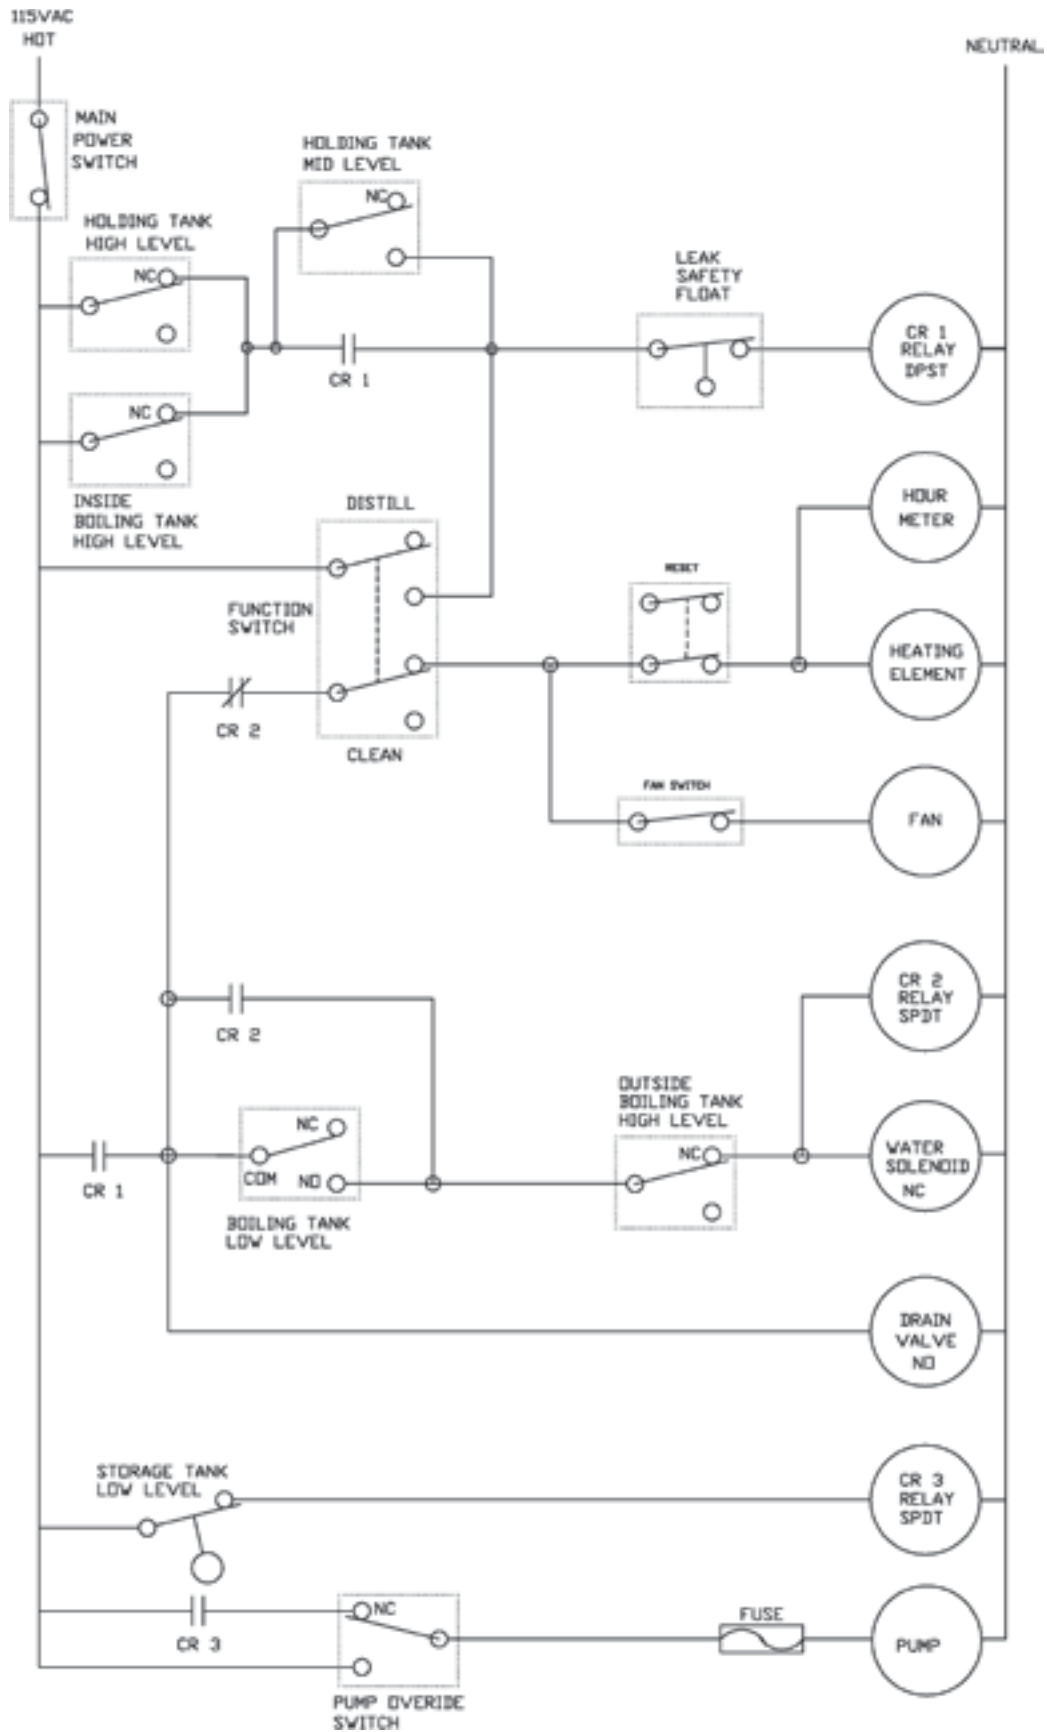 115VAC
HOT
NEUTRAL
MAIN
POWER
SWITCH
HOLDING TANK
MID LEVEL
NC
HOLDING TANK
HIGH LEVEL
NC
LEAK
SAFETY
FLOAT
CR 1
RELAY
DPST
CR 1
NC
INSIDE
BOILING TANK
HIGH LEVEL
DISTILL
HOUR
METER
RESET
FUNCTION
SWITCH
HEATING
ELEMENT
CR 2
CLEAN
FAN SWITCH
FAN
CR 2
RELAY
SPDT
CR 2
OUTSIDE
BOILING TANK
HIGH LEVEL
NC
NC
COM
NO
WATER
SOLENOID
NC
CR 1
BOILING TANK
LOW LEVEL
DRAIN
VALVE
NO
STORAGE TANK
LOW LEVEL
CR 3
RELAY
SPDT
NC
CR 3
FUSE
PUMP
PUMP OVERIDE
SWITCH